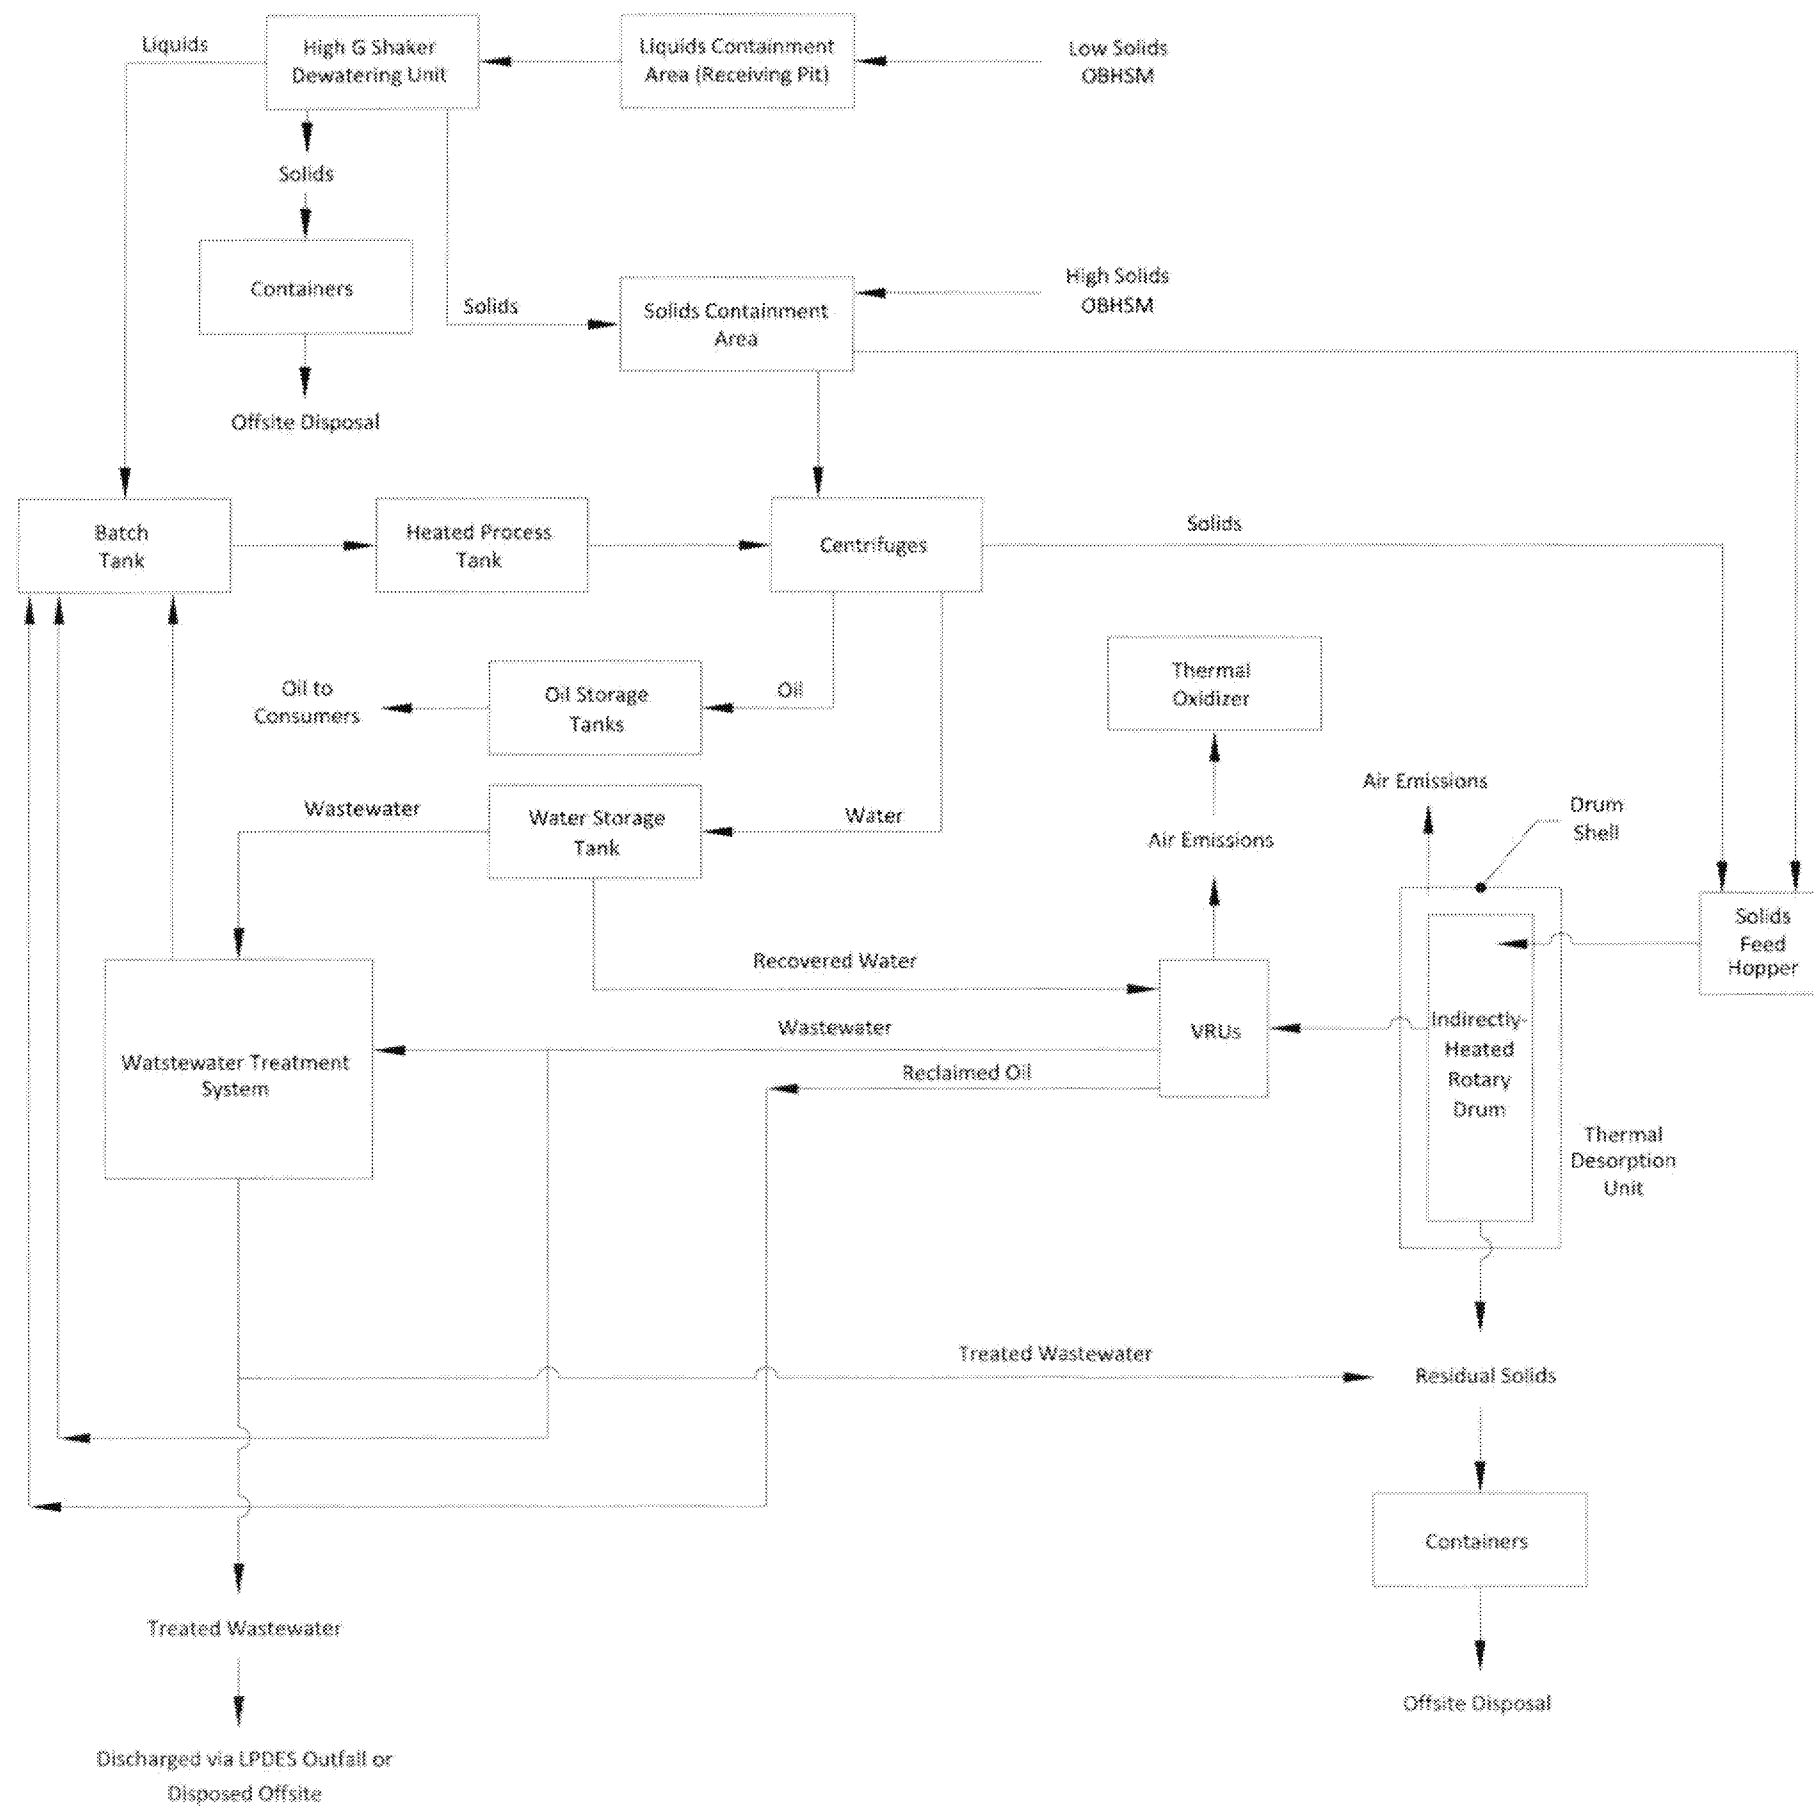 Liquids
High G Shaker
Dewatering Unit
Liquids Containment
Area (Receiving Pit)
Low Solids
OBHSM
Solids
Containers
Offsite Disposal
Solids
Solids Containment
Area
High Solids
OBHSM
Batch
Tank
Heated Process
Tank
Centrifuges
Solids
Oil to
Consumers
Oil Storage
Tanks
Oil
Thermal
Oxidizer
Wastewater
Water Storage
Tank
Water
Air Emissions
Air Emissions
Drum
Shell
Solids
Feed
Hopper
Recovered Water
Wastewater
Reclaimed Oil
VRUs
Indirectly-
Heated
Rotary
Drum
Thermal
Desorption
Unit
Watstewater Treatment
System
Treated Wastewater
Residual Solids
Containers
Offsite Disposal
Treated Wastewater
Discharged via LPDES Outfall or
Disposed Offsite